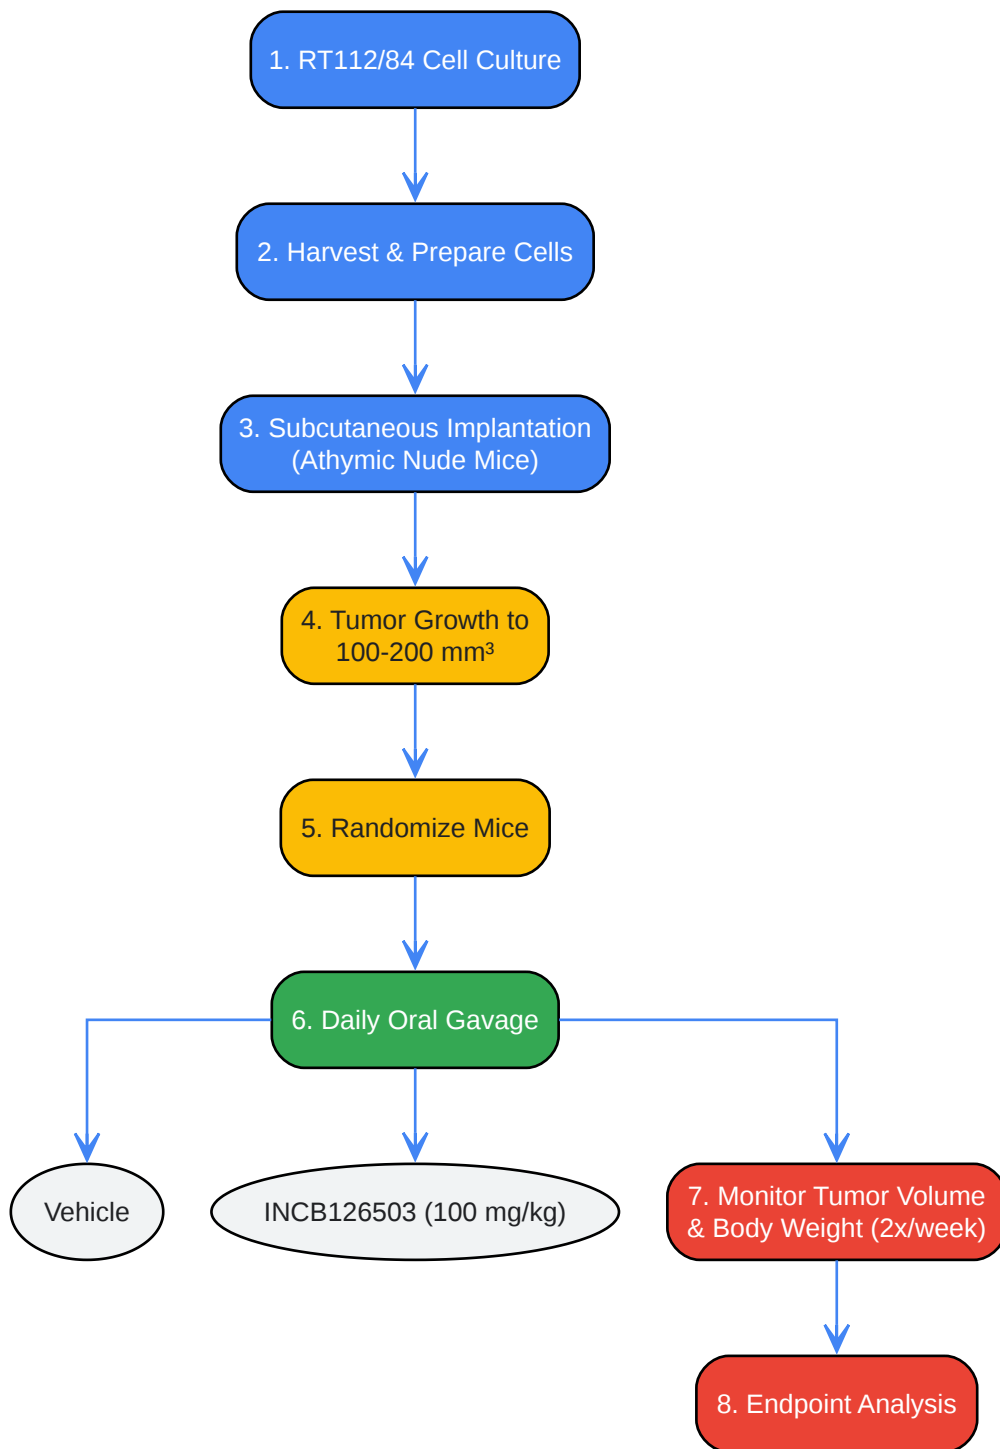 1. RT112/84 Cell Culture
2. Harvest & Prepare Cells
3. Subcutaneous Implantation
(Athymic Nude Mice)
4. Tumor Growth to
100-200 mm³
5. Randomize Mice
6. Daily Oral Gavage
Vehicle
INCB126503 (100 mg/kg)
7. Monitor Tumor Volume
& Body Weight (2x/week)
8. Endpoint Analysis